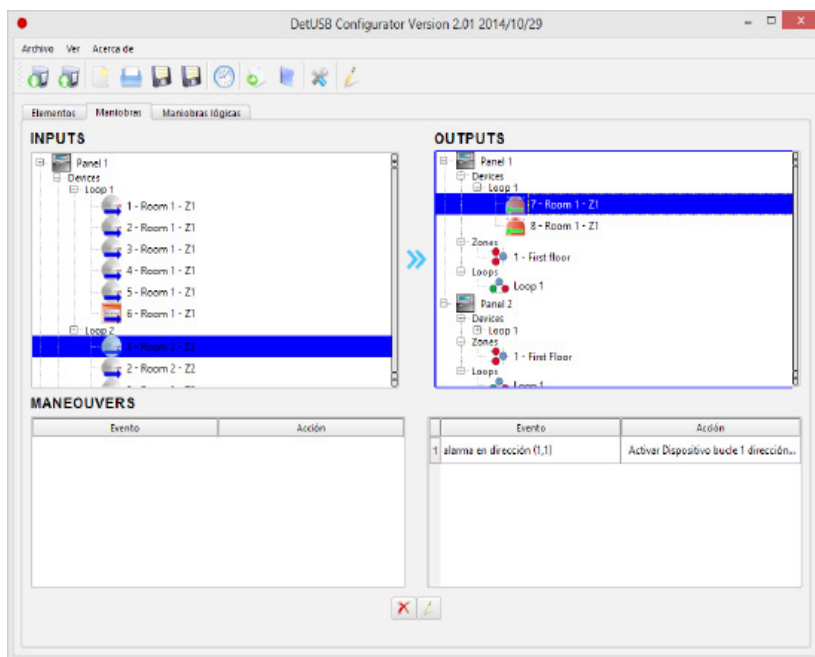 DetUSB Configurator Version 2.01 2014/10/29
Archivo Ver Acerca de
Elementos Maniobras Maniobras lógicas
INPUTS
Panel 1
Devices
Loop 1
1 - Room 1 - Z1
2 - Room 1 - Z1
3 - Room 1 - Z1
4 - Room 1 - Z1
5 - Room 1 - Z1
6 - Room 1 - Z1
Loop 2
1 - Room 2 - Z2
2 - Room 2 - Z2
OUTPUTS
Panel 1
Devices
Loop 1
7 - Room 1 - Z1
8 - Room 1 - Z1
Zones
1 - First floor
Loops
Loop 1
Panel 2
Devices
Loop 1
Zones
1 - First Floor
Loops
Loop 1
MANEOUVERS
Evento Acción
Evento Acción
1 alarma en dirección (1,1) Activar Dispositivo bucle 1 dirección...